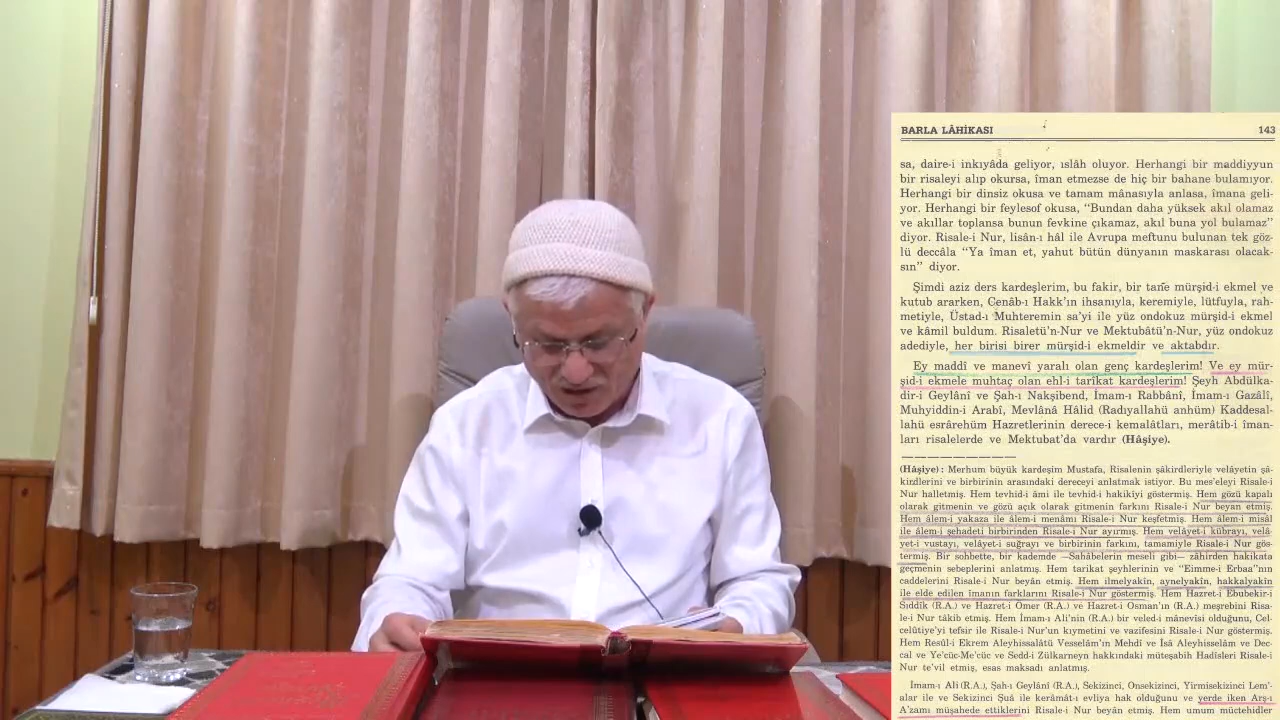 BARLA LÂHİKASI 143
sa, daire-i inkıyâda geliyor, ıslâh oluyor. Herhangi bir maddiyyun
bir risaleyi alıp okursa, îman etmezse de hiç bir bahane bulamıyor.
Herhangi bir dinsiz okusa ve tamam mânasıyla anlasa, îmana geli-
yor. Herhangi bir feylesof okusa, “Bundan daha yüksek akıl olamaz
ve akıllar toplansa bunun fevkine çıkamaz, akıl buna yol bulamaz”
diyor. Risale-i Nur, lisân-ı hâl ile Avrupa meftunu bulunan tek göz-
lü deccâla “Ya îman et, yahut bütün dünyanın maskarası olacak-
sın” diyor.
Şimdi aziz ders kardeşlerim, bu fakir, bir tane mürşid-i ekmel ve
kutub ararken, Cenâb-ı Hakk’ın ihsanıyla, keremiyle, lütfuyla, rah-
metiyle, Üstad-ı Muhteremin sa’yi ile yüz ondokuz mürşid-i ekmel
ve kâmil buldum. Risaletü’n-Nur ve Mektubâtü’n-Nur, yüz ondokuz
adediyle, her birisi birer mürşid-i ekmeldir ve aktabdır.
Ey maddî ve manevî yaralı olan genç kardeşlerim! Ve ey mür-
şid-i ekmele muhtaç olan ehl-i tarîkat kardeşlerim! Şeyh Abdülka-
dir-i Geylânî ve Şah-ı Nakşibend, İmam-ı Rabbânî, İmam-ı Gazâlî,
Muhyiddin-i Arabî, Mevlânâ Hâlid (Radıyallahü anhüm) Kaddesal-
lahü esrârehüm Hazretlerinin derece-i kemalâtları, merâtib-i îman-
ları risalelerde ve Mektubat’da vardır (Hâşiye).
(Hâşiye) : Merhum büyük kardeşim Mustafa, Risalenin şâkirdleriyle velâyetin şâ-
kirdlerini ve birbirinin arasındaki dereceyi anlatmak istiyor. Bu mes’eleyi Risale-i
Nur halletmiş. Hem tevhid-i âmi ile tevhid-i hakikîyi göstermiş. Hem gözü kapalı
olarak gitmenin ve gözü açık olarak gitmenin farkını Risale-i Nur beyan etmiş.
Hem âlem-i yakaza ile âlem-i menâmı Risale-i Nur keşfetmiş. Hem âlem-i misâl
ile âlem-i şehadeti birbirinden Risale-i Nur ayırmış. Hem velâyet-i kübrayı, velâ-
yet-i vustayı, velâyet-i suğrayı ve birbirinin farkını, tamamiyle Risale-i Nur gös-
termiş. Bir sohbette, bir kademde —Sahâbelerin meseli gibi— zâhirden hakikata
geçmenin sebeplerini anlatmış. Hem tarikat şeyhlerinin ve “Eimme-i Erbaa”nın
caddelerini Risale-i Nur beyân etmiş. Hem ilmelyakîn, aynelyakîn, hakkalyakîn
ile elde edilen îmanın farklarını Risale-i Nur göstermiş. Hem Hazret-i Ebubekir-i
Sıddîk (R.A.) ve Hazret-i Ömer (R.A.) ve Hazret-i Osman’ın (R.A.) meşrebini Risa-
le-i Nur tâkib etmiş. Hem İmam-ı Ali’nin (R.A.) bir veled-i mânevîsi olduğunu, Cel-
celûtiye’yi tefsir ile Risale-i Nur’un kıymetini ve vazifesini Risale-i Nur göstermiş.
Hem Resûl-i Ekrem Aleyhissalâtü Vesselâm’ın Mehdî ve İsâ Aleyhisselâm ve Dec-
cal ve Ye’cüc-Me’cüc ve Sedd-i Zülkarneyn hakkındaki müteşabih Hadîsleri Risale-i
Nur te’vil etmiş, esas maksadı anlatmış.
İmam-ı Ali (R.A.), Şah-ı Geylânî (R.A.), Sekizinci, Onsekizinci, Yirmisekizinci Lem’-
alar ile ve Sekizinci Şuâ ile kerâmât-ı evliya hak olduğunu ve yerde iken Arş-ı
A’zamı müşahede ettiklerini Risale-i Nur beyân etmiş. Hem umum müctehidler